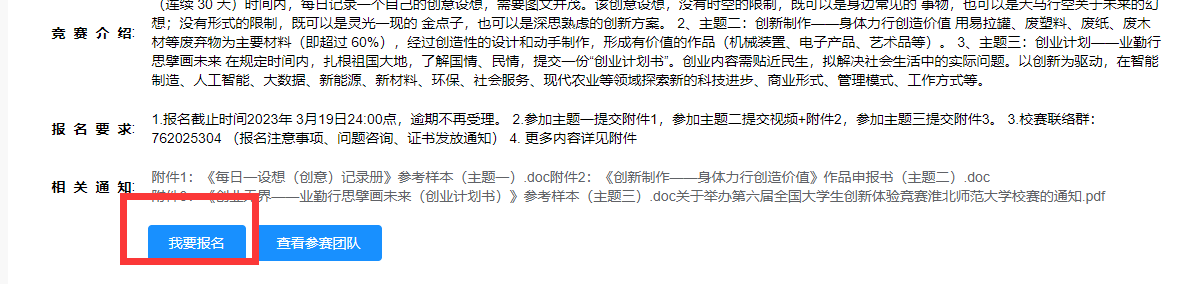 （连续 30 天）时间内，每日记录一个自己的创意设想，需要图文并茂。该创意设想，没有时空的限制，既可以是身边常见的 事物，也可以是天马行空关于未来的幻
竞 赛 介 绍: 想；没有形式的限制，既可以是灵光一现的 金点子，也可以是深思熟虑的创新方案。 2、主题二：创新制作——身体力行创造价值 用易拉罐、废塑料、废纸、废木
材等废弃物为主要材料（即超过 60%），经过创造性的设计和动手制作，形成有价值的作品（机械装置、电子产品、艺术品等）。 3、主题三：创业计划——业勤行
思擘画未来 在规定时间内，扎根祖国大地，了解国情、民情，提交一份“创业计划书”。创业内容需贴近民生，拟解决社会生活中的实际问题。以创新为驱动，在智能
制造、人工智能、大数据、新能源、新材料、环保、社会服务、现代农业等领域探索新的科技进步、商业形式、管理模式、工作方式等。
报 名 要 求: 1.报名截止时间2023年 3月19日24:00点，逾期不再受理。 2.参加主题一提交附件1，参加主题二提交视频+附件2，参加主题三提交附件3。 3.校赛联络群：
762025304 （报名注意事项、问题咨询、证书发放通知） 4. 更多内容详见附件
相 关 通 知: 附件1：《每日一设想（创意）记录册》参考样本（主题一）.doc附件2：《创新制作——身体力行创造价值》作品申报书（主题二）.doc
附件3：《创业无界——业勤行思擘画未来（创业计划书）》参考样本（主题三）.doc关于举办第六届全国大学生创新体验竞赛淮北师范大学校赛的通知.pdf
我要报名 查看参赛团队